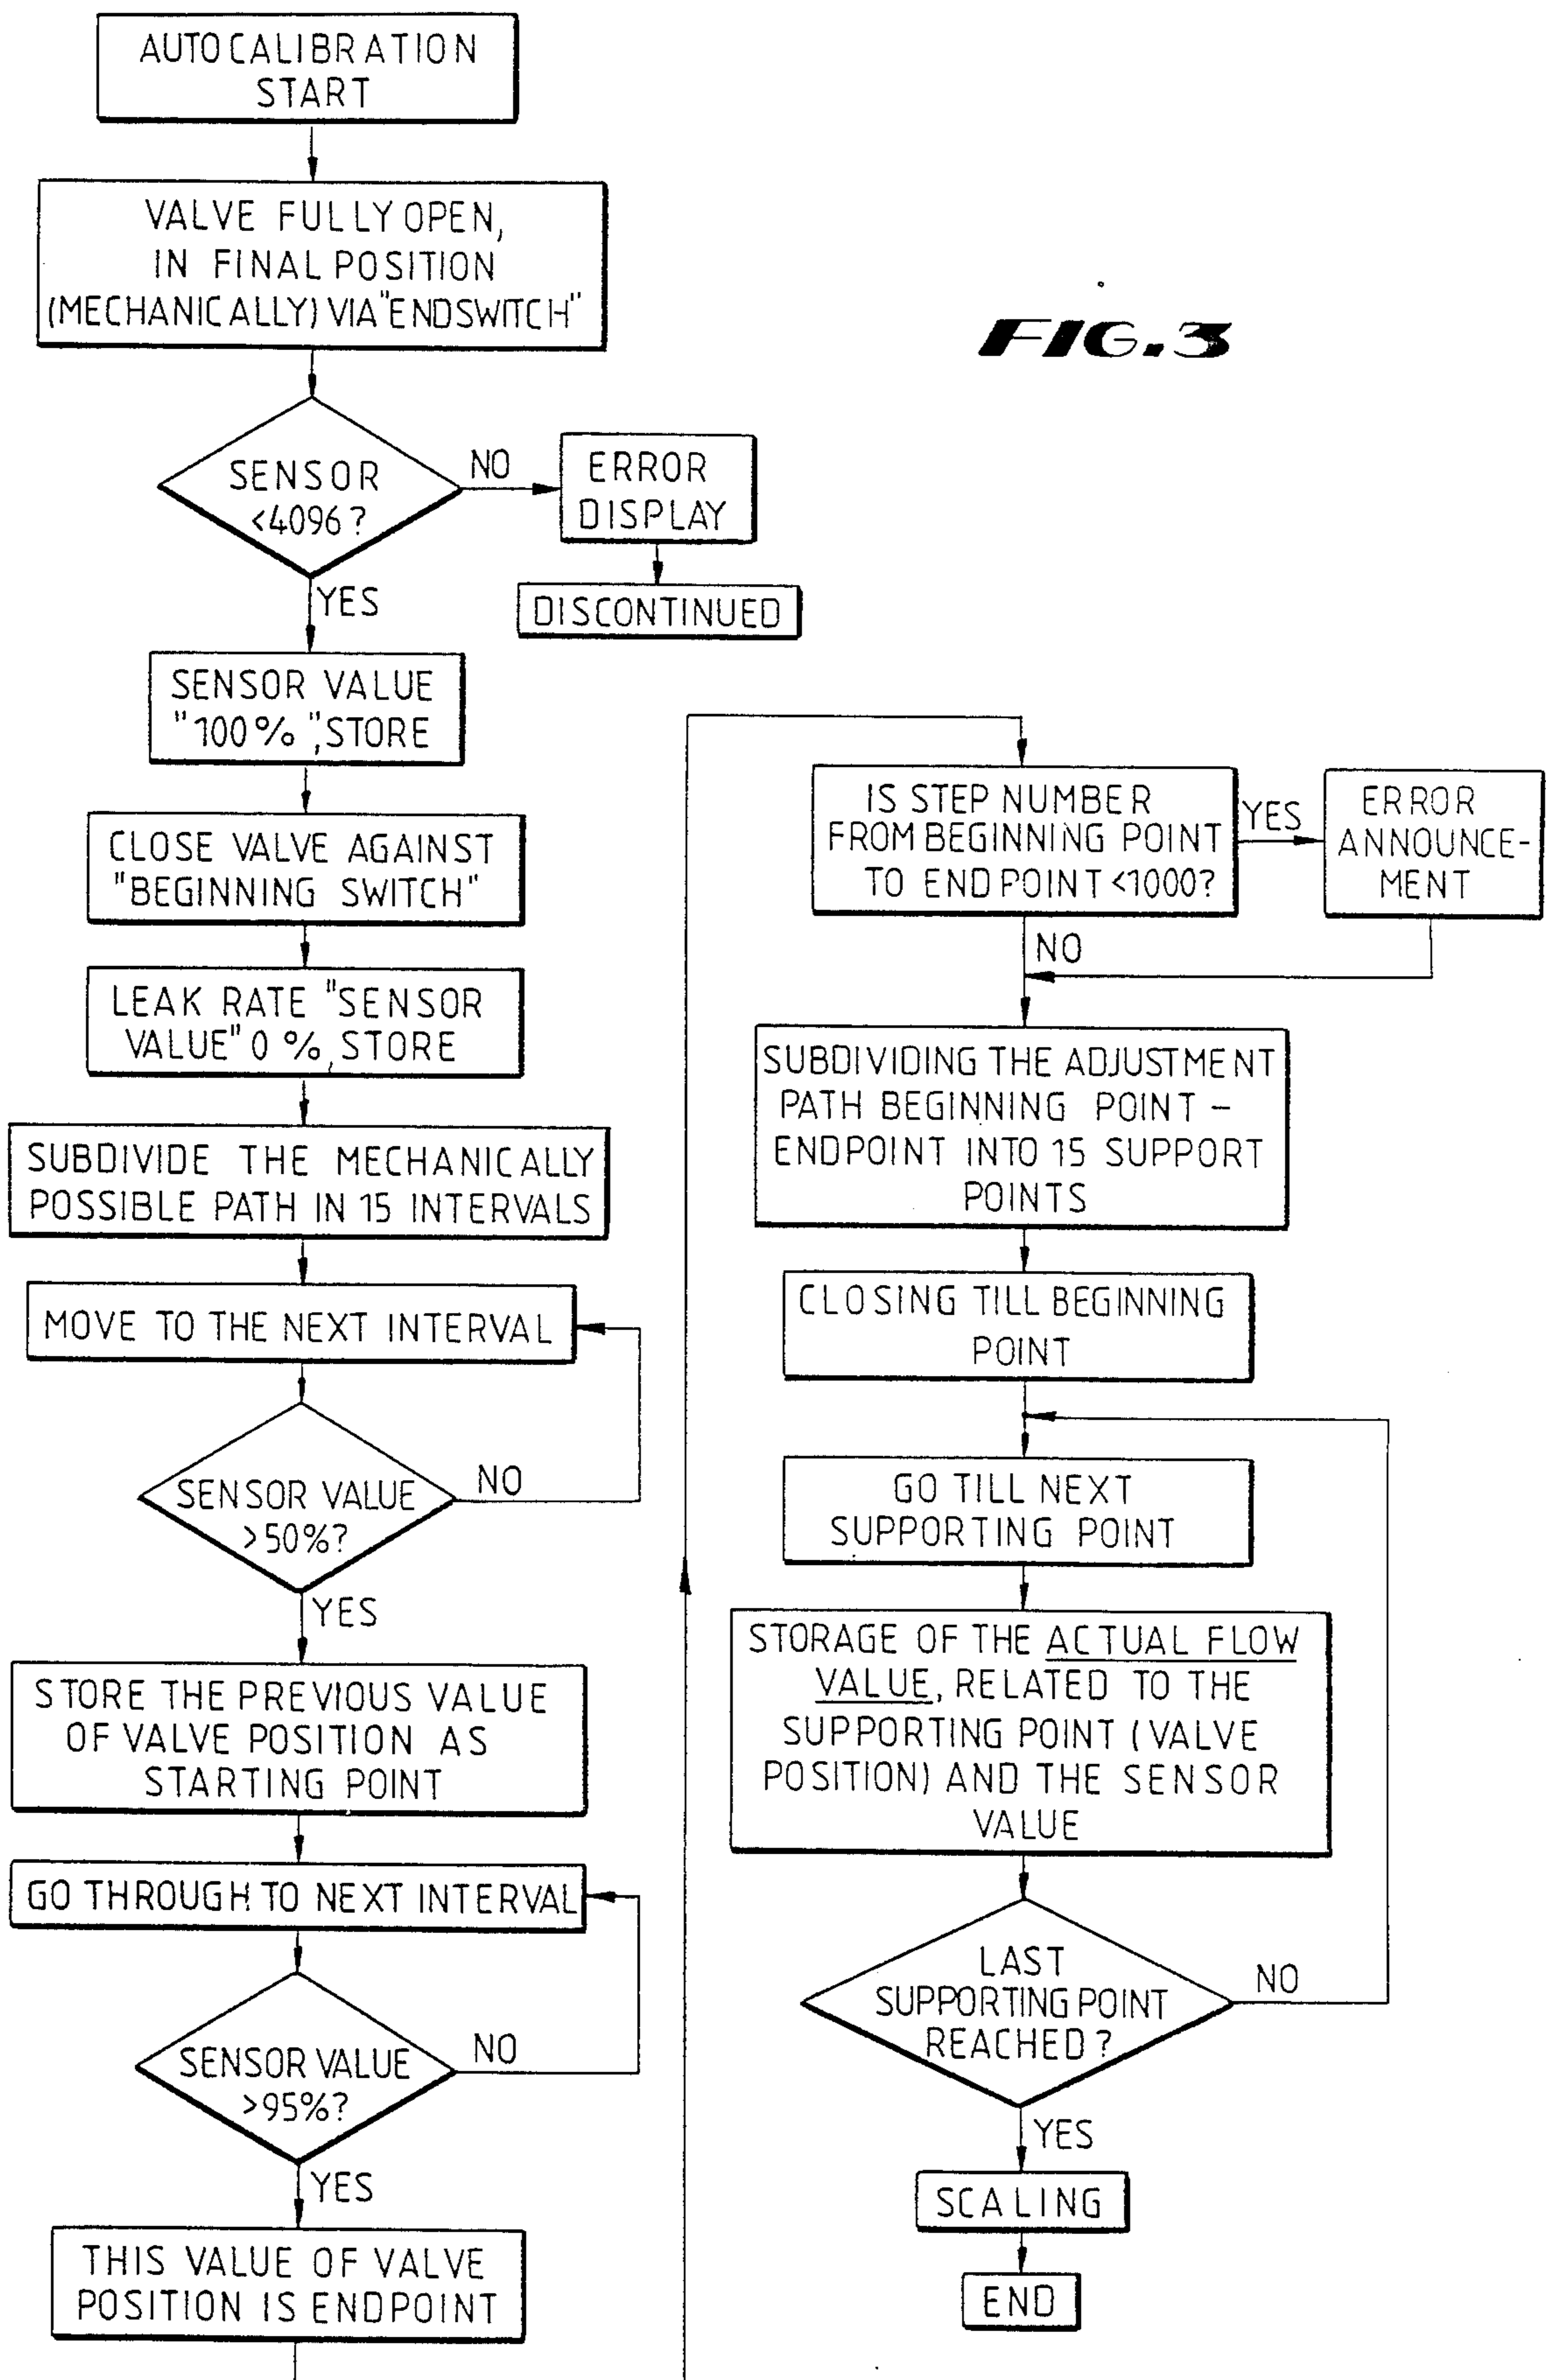 AUTOCALIBRATION
START
VALVE FULLY OPEN,
IN FINAL POSITION
(MECHANICALLY) VIA "ENDSWITCH"
FIG.3
SENSOR
<4096?
NO
ERROR
DISPLAY
DISCONTINUED
YES
SENSOR VALUE
"100%", STORE
CLOSE VALVE AGAINST
"BEGINNING SWITCH"
LEAK RATE "SENSOR
VALUE" 0 %, STORE
SUBDIVIDE THE MECHANICALLY
POSSIBLE PATH IN 15 INTERVALS
MOVE TO THE NEXT INTERVAL
SENSOR VALUE
>50%?
NO
YES
STORE THE PREVIOUS VALUE
OF VALVE POSITION AS
STARTING POINT
GO THROUGH TO NEXT INTERVAL
SENSOR VALUE
>95%?
NO
YES
THIS VALUE OF VALVE
POSITION IS ENDPOINT
IS STEP NUMBER
FROM BEGINNING POINT
TO END POINT <1000?
YES
ERROR
ANNOUNCE-
MENT
NO
SUBDIVIDING THE ADJUSTMENT
PATH BEGINNING POINT -
ENDPOINT INTO 15 SUPPORT
POINTS
CLOSING TILL BEGINNING
POINT
GO TILL NEXT
SUPPORTING POINT
STORAGE OF THE ACTUAL FLOW
VALUE, RELATED TO THE
SUPPORTING POINT (VALVE
POSITION) AND THE SENSOR
VALUE
LAST
SUPPORTING POINT
REACHED?
NO
YES
SCALING
END